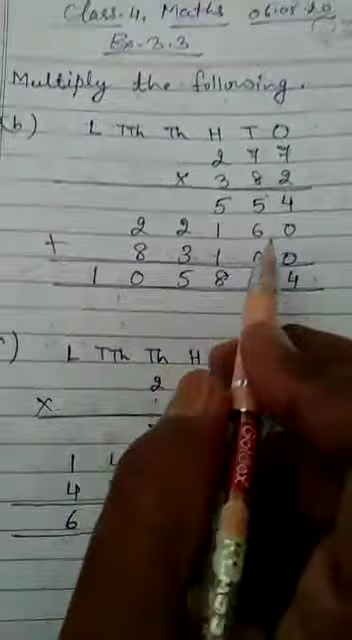 Class-4, Maths 06.05.20
Ex-3.3
Multiply the following.
(b) L TTh Th H T O
2 7 7
x 3 8 2
5 5 4
2 2 1 6 0
+ 8 3 1 0 0
1 0 5 8 4
L TTh Th H
2
X
1
4
6